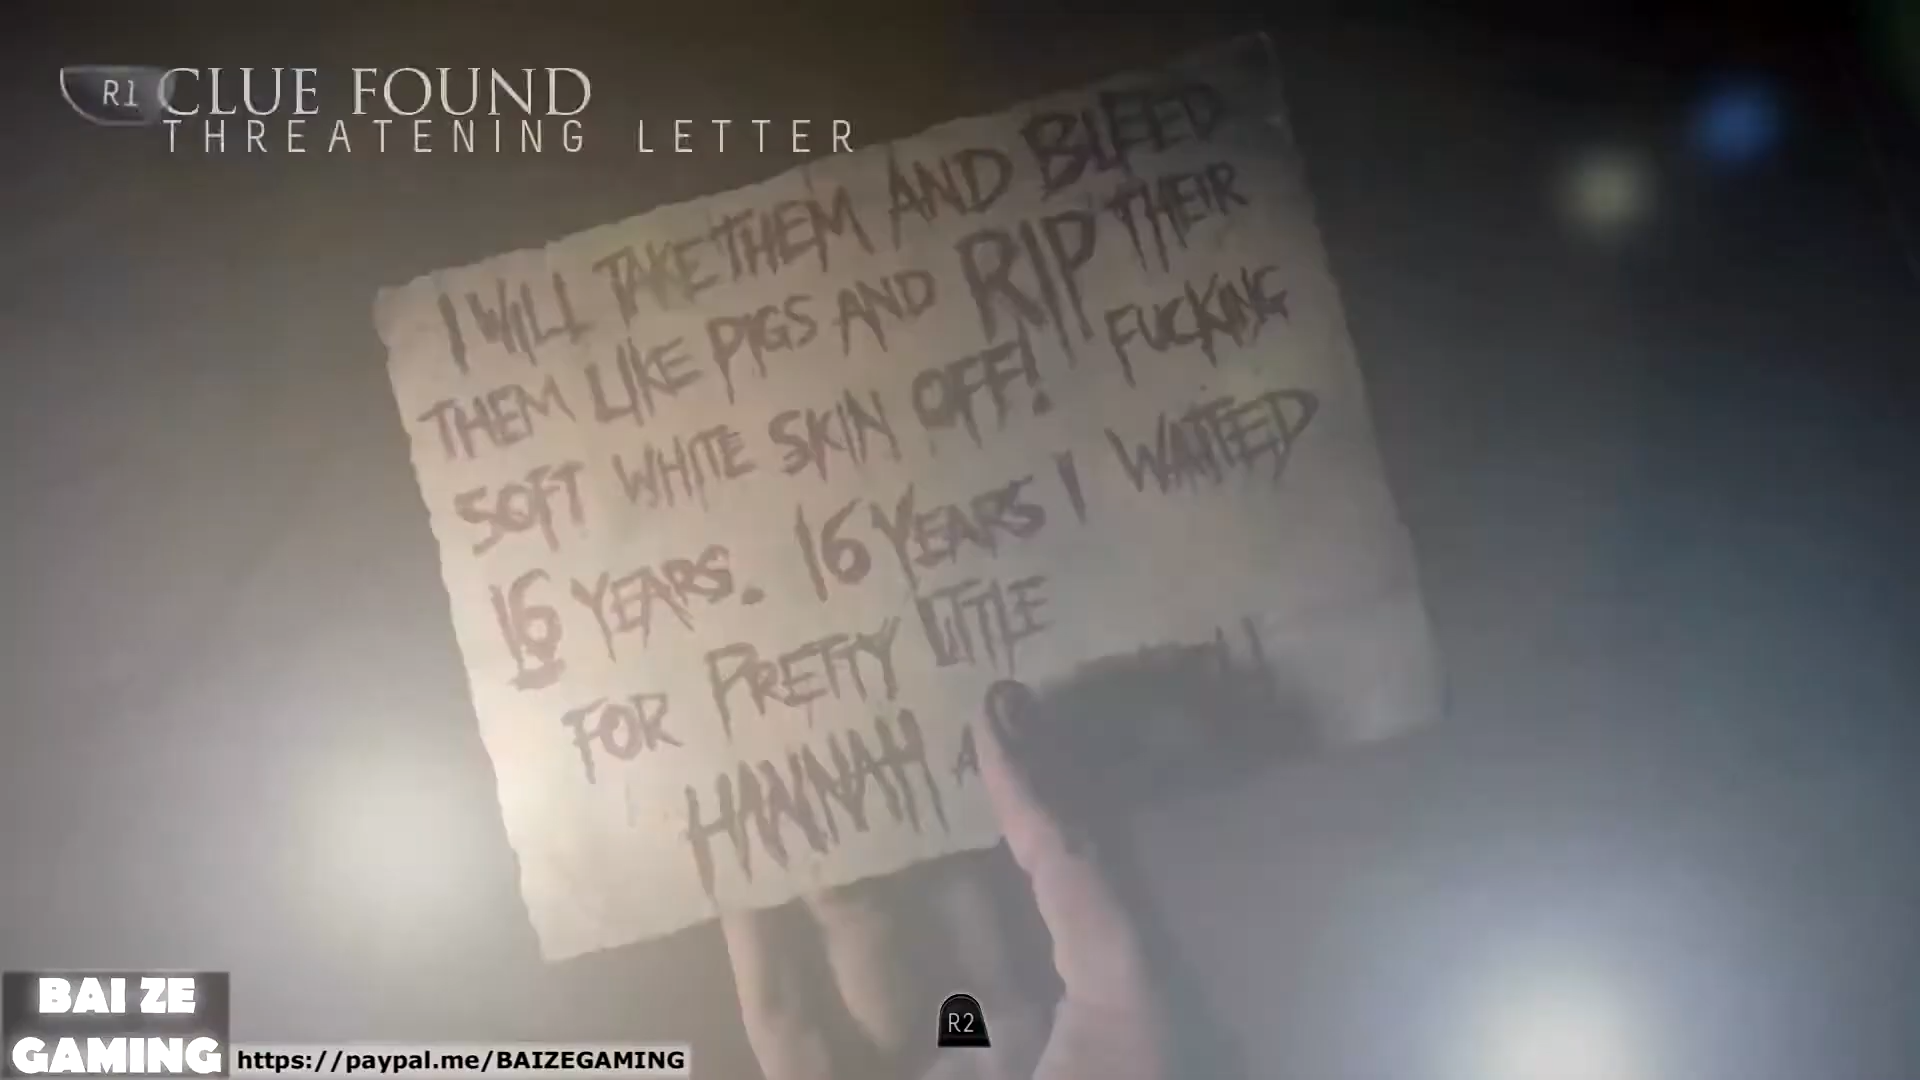 R1 CLUE FOUND
THREATENING LETTER
I WILL TAKE THEM AND BLEED
THEM LIKE PIGS AND RIP THEIR
SOFT WHITE SKIN OFF! FUCKING
16 YEARS. 16 YEARS I WAITED
FOR PRETTY LITTLE
HANNAH
R2
BAI ZE
GAMING
https://paypal.me/BAIZEGAMING